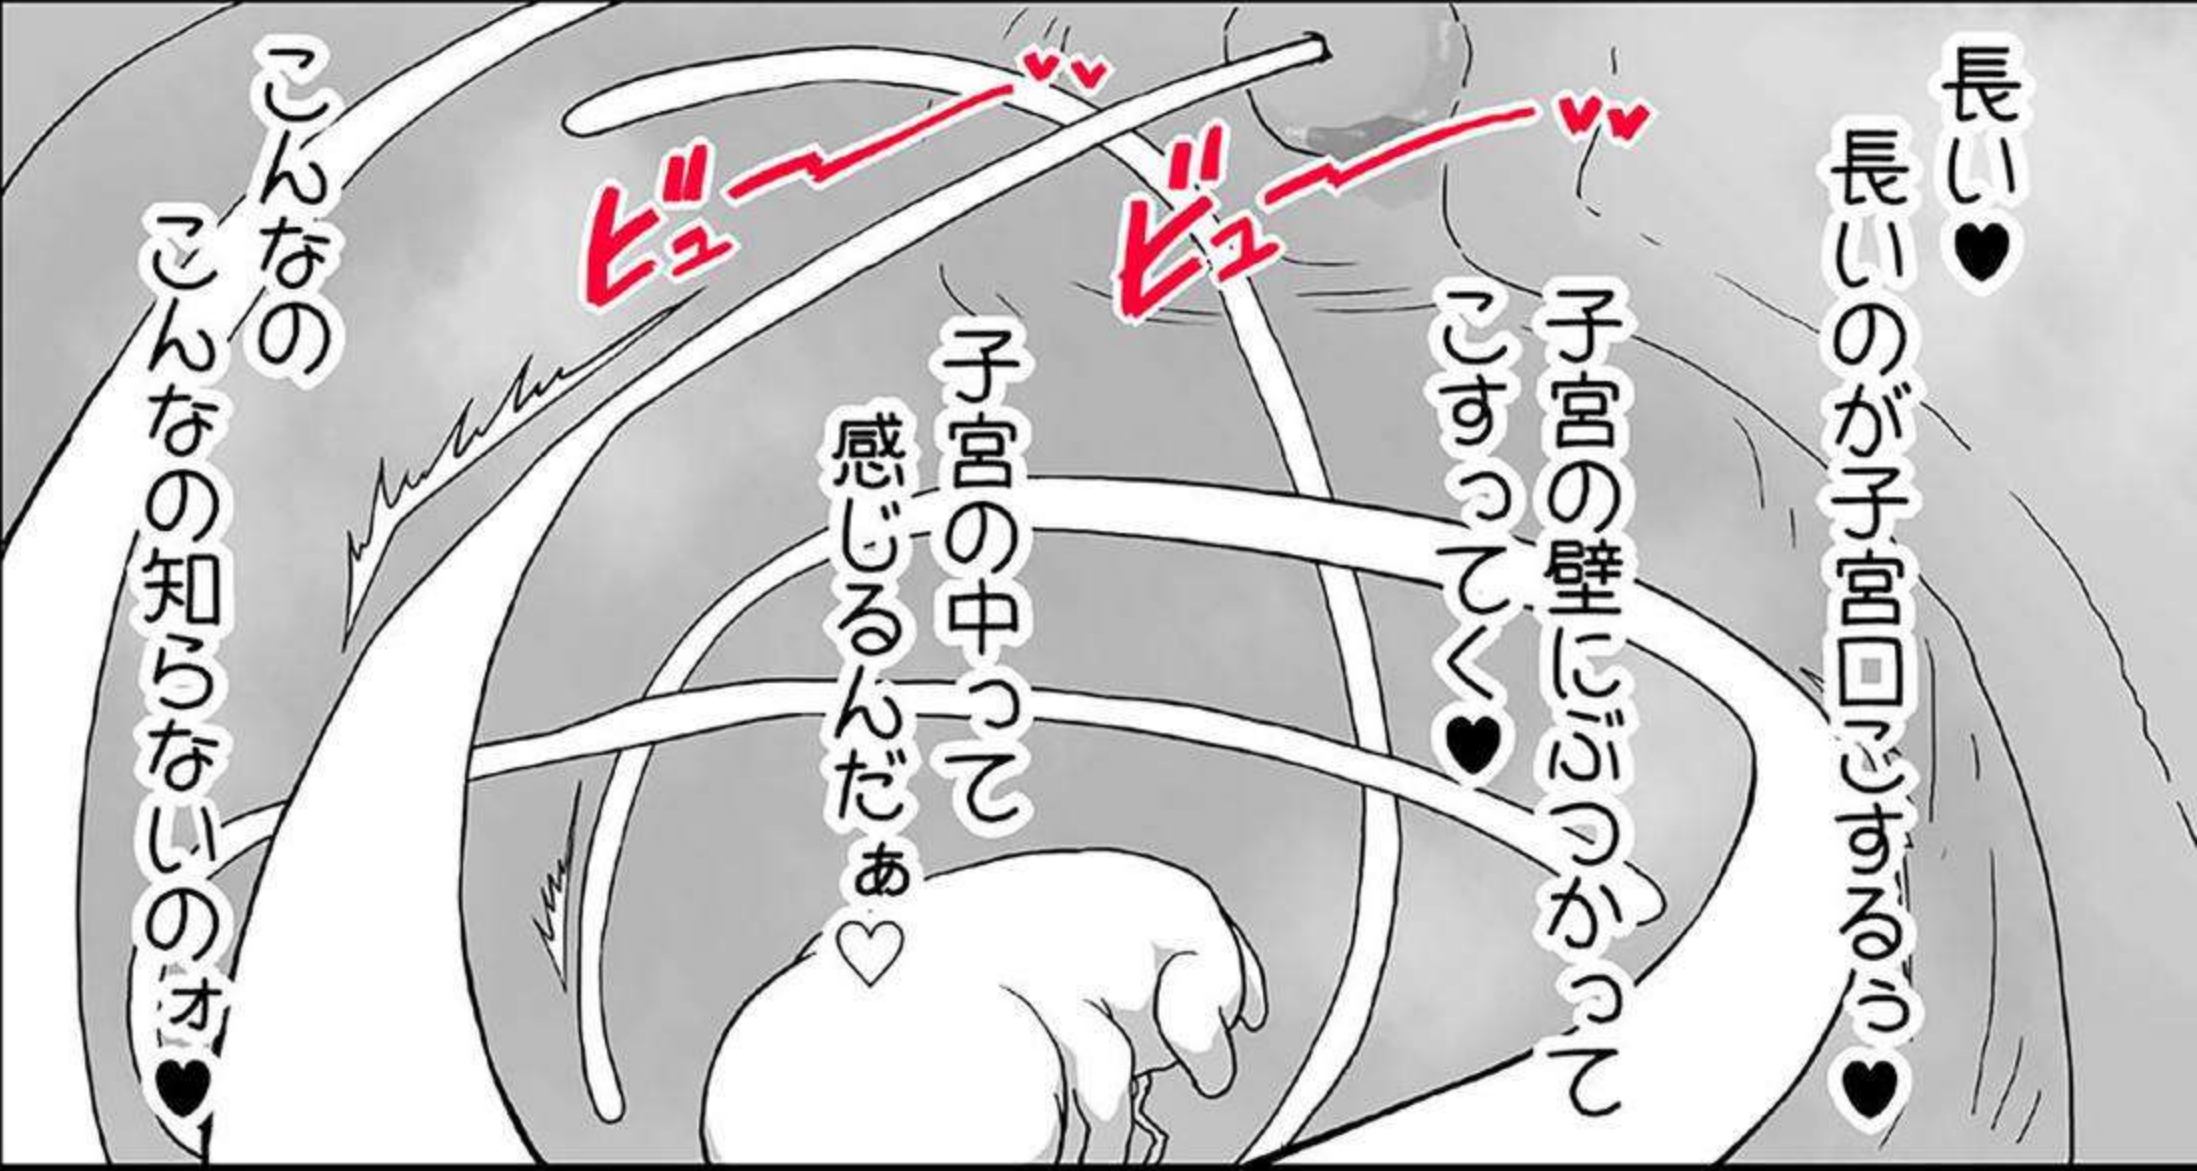 長い♥
長いのが子宮口こするぅ♥
子宮の壁にぶつかって
こすってく♥
ビュー♥♥
子宮の中って
感じるんだぁ♡
ビュー♥♥
こんなの
こんなの知らないのォ♥